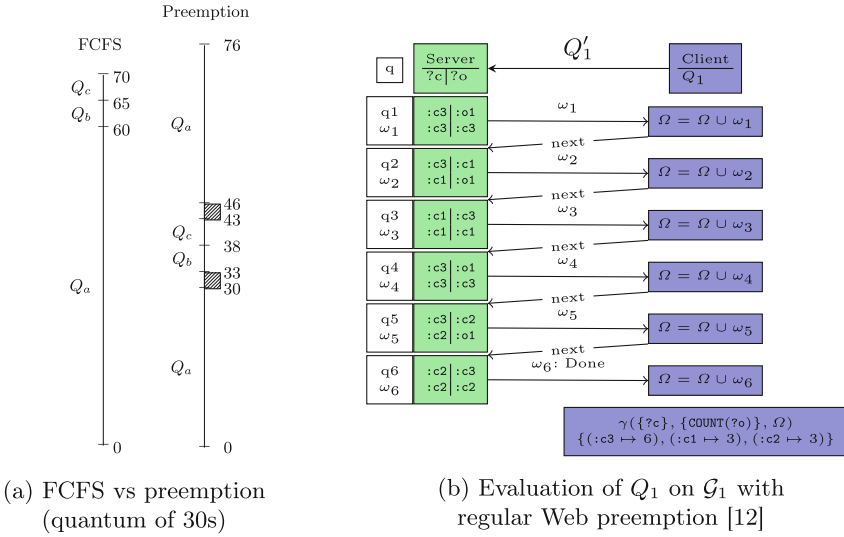 Preemption
FCFS
76
70
Q_c
65
Q_b
60
Q_a
46
43
Q_c
38
Q_b
33
30
Q_a
Q_a
0
0
(a) FCFS vs preemption
(quantum of 30s)
q
Server
?c|?o
Q′_1
Client
Q_1
q1 :c3|:o1
ω_1 :c3|:c3
ω_1
Ω = Ω ∪ ω_1
next
q2 :c3|:c1
ω_2 :c1|:o1
ω_2
Ω = Ω ∪ ω_2
next
q3 :c1|:c3
ω_3 :c1|:c1
ω_3
Ω = Ω ∪ ω_3
next
q4 :c3|:o1
ω_4 :c3|:c3
ω_4
Ω = Ω ∪ ω_4
next
q5 :c3|:c2
ω_5 :c2|:o1
ω_5
Ω = Ω ∪ ω_5
next
q6 :c2|:c3
ω_6 :c2|:c2
ω_6: Done
Ω = Ω ∪ ω_6
γ({?c}, {COUNT(?o)}, Ω)
{(:c3 ↦ 6), (:c1 ↦ 3), (:c2 ↦ 3)}
(b) Evaluation of Q_1 on 𝒢_1 with
regular Web preemption [12]